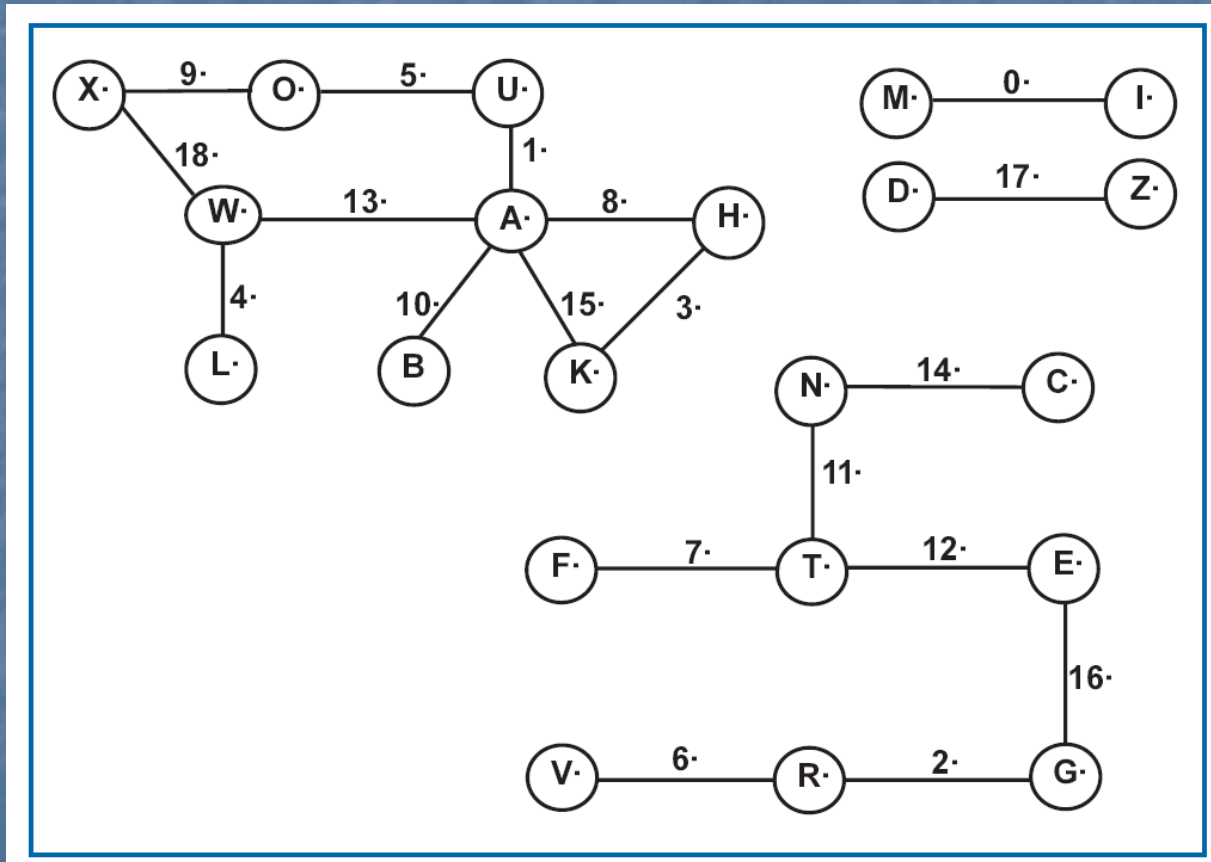 9·
5·
X·
O·
U·
0·
M·
I·
1·
18·
17·
D·
Z·
13·
8·
W·
A·
H·
4·
10·
15·
3·
L·
B
K·
14·
N·
C·
11·
7·
12·
F·
T·
E·
16·
6·
2·
V·
R·
G·